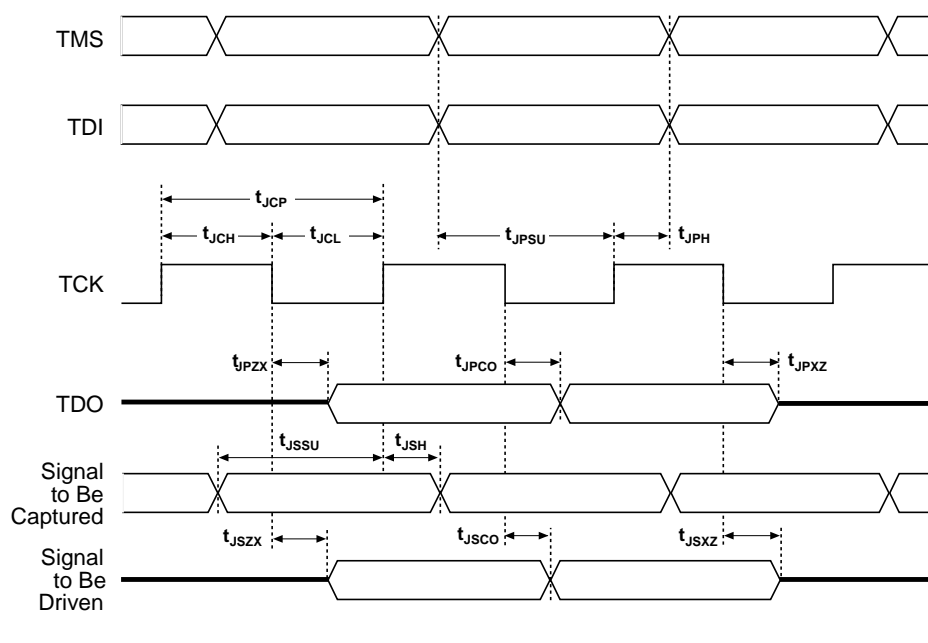 TMS
TDI
tJCP
tJCH
tJCL
tJPSU
tJPH
TCK
tJPZX
tJPCO
tJPXZ
TDO
tJSSU
tJSH
Signal
to Be
Captured
tJSZX
tJSCO
tJSXZ
Signal
to Be
Driven